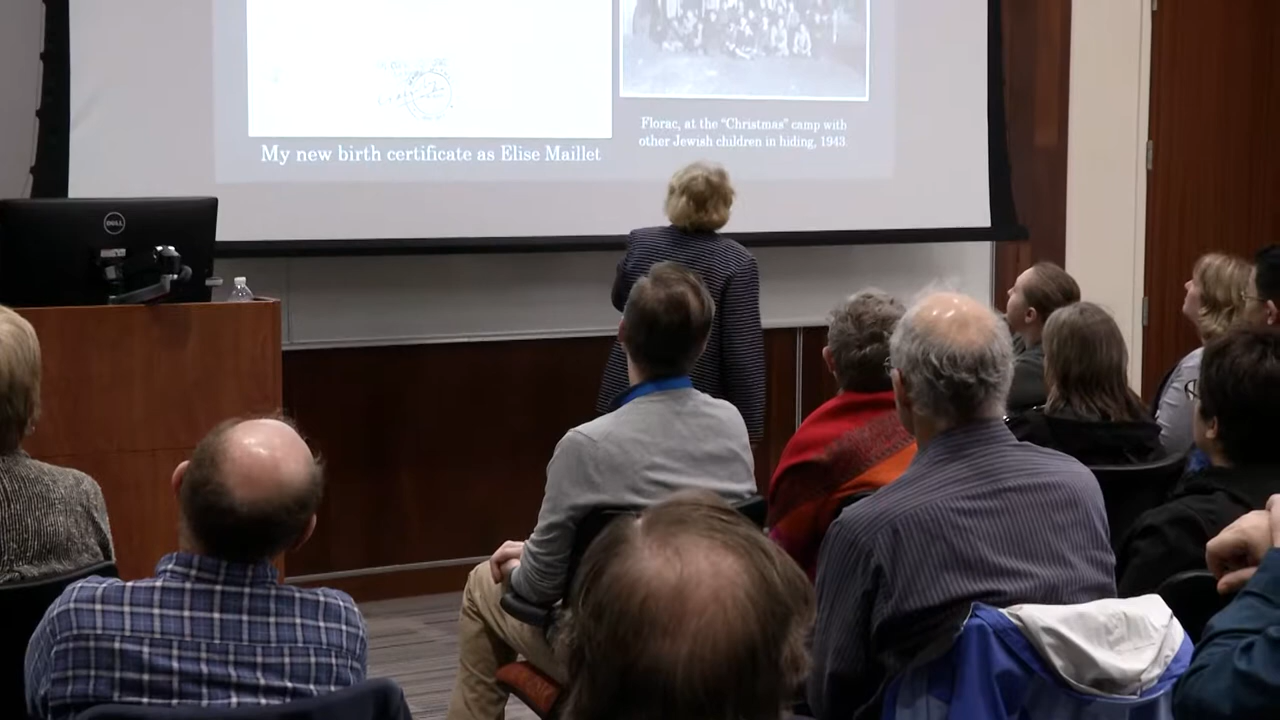 Florac, at the “Christmas” camp with
other Jewish children in hiding, 1943.
My new birth certificate as Elise Maillet
DELL